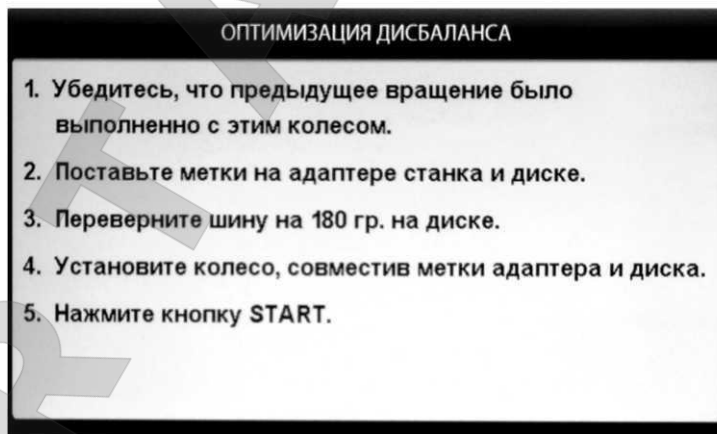 ОПТИМИЗАЦИЯ ДИСБАЛАНСА
1. Убедитесь, что предыдущее вращение было
выполненно с этим колесом.
2. Поставьте метки на адаптере станка и диске.
3. Переверните шину на 180 гр. на диске.
4. Установите колесо, совместив метки адаптера и диска.
5. Нажмите кнопку START.